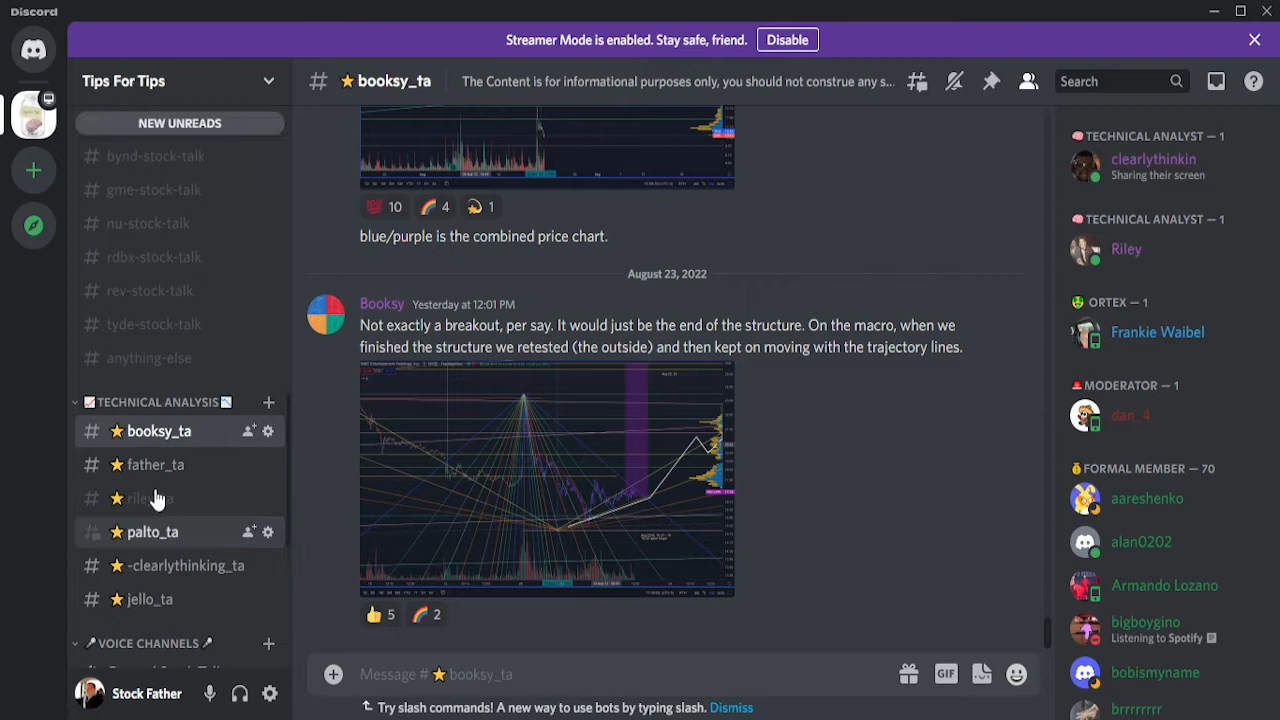 Discord
Streamer Mode is enabled. Stay safe, friend.
Disable
Tips For Tips
booksy_ta
The Content is for informational purposes only, you should not construe any s...
Search
NEW UNREADS
bynd-stock-talk
gme-stock-talk
nu-stock-talk
rdbx-stock-talk
rev-stock-talk
tyde-stock-talk
anything-else
TECHNICAL ANALYSIS
booksy_ta
father_ta
palto_ta
-clearlythinking_ta
jello_ta
VOICE CHANNELS
Stock Father
10
4
1
blue/purple is the combined price chart.
August 23, 2022
Booksy Yesterday at 12:01 PM
Not exactly a breakout, per say. It would just be the end of the structure. On the macro, when we
finished the structure we retested (the outside) and then kept on moving with the trajectory lines.
5
2
Message # booksy_ta
GIF
Try slash commands! A new way to use bots by typing slash. Dismiss
TECHNICAL ANALYST — 1
clearlythinkin
Sharing their screen
TECHNICAL ANALYST — 1
Riley
ORTEX — 1
Frankie Waibel
MODERATOR — 1
dan_4
FORMAL MEMBER — 70
aareshenko
alan0202
Armando Lozano
bigboygino
Listening to Spotify
bobismyname